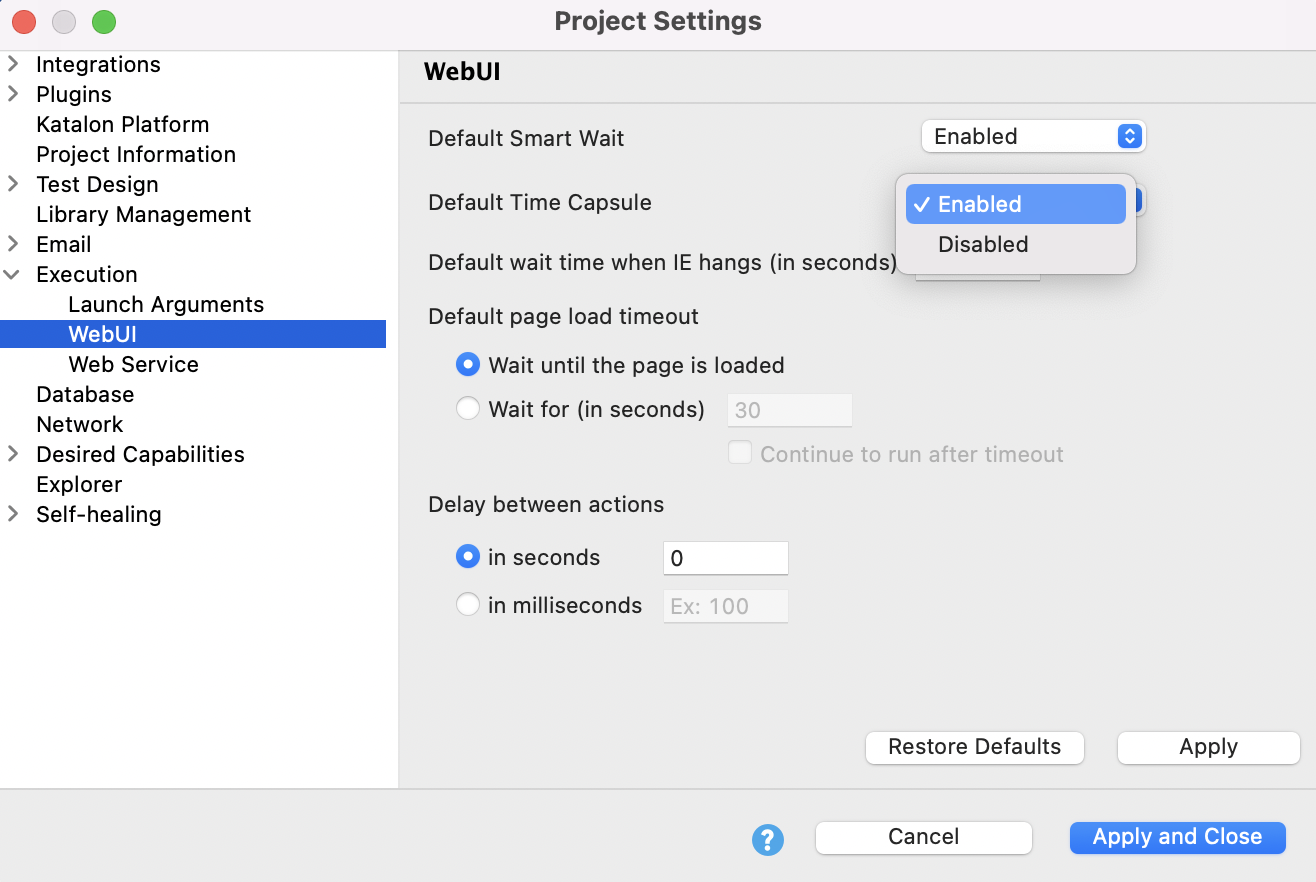 Project Settings
Integrations
Plugins
Katalon Platform
Project Information
Test Design
Library Management
Email
Execution
Launch Arguments
WebUI
Web Service
Database
Network
Desired Capabilities
Explorer
Self-healing
WebUI
Default Smart Wait
Enabled
Default Time Capsule
Enabled
Disabled
Default wait time when IE hangs (in seconds)
Default page load timeout
Wait until the page is loaded
Wait for (in seconds) 30
Continue to run after timeout
Delay between actions
in seconds 0
in milliseconds Ex: 100
Restore Defaults Apply
? Cancel Apply and Close